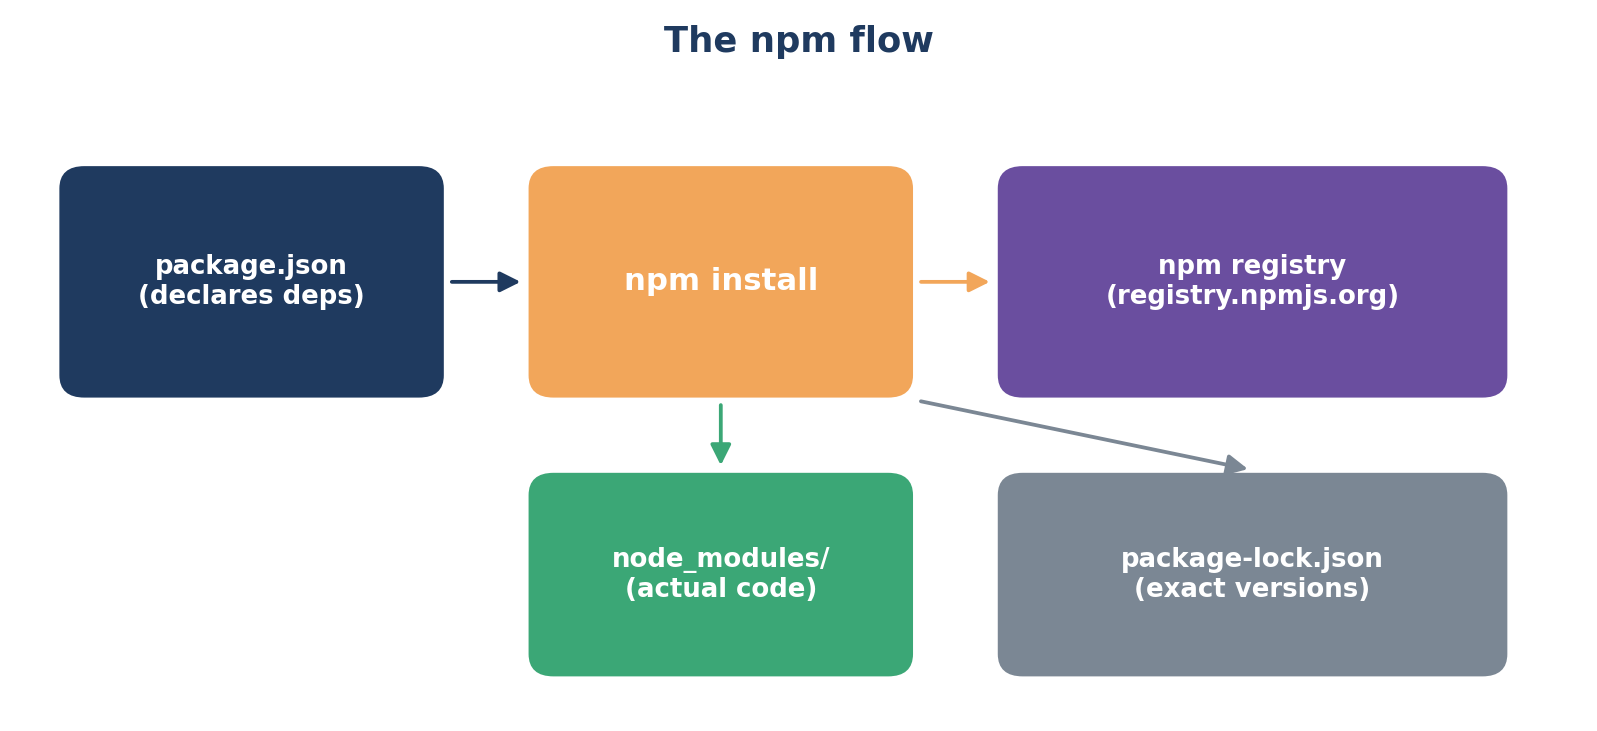 The npm flow
package.json
(declares deps)
npm install
npm registry
(registry.npmjs.org)
node_modules/
(actual code)
package-lock.json
(exact versions)